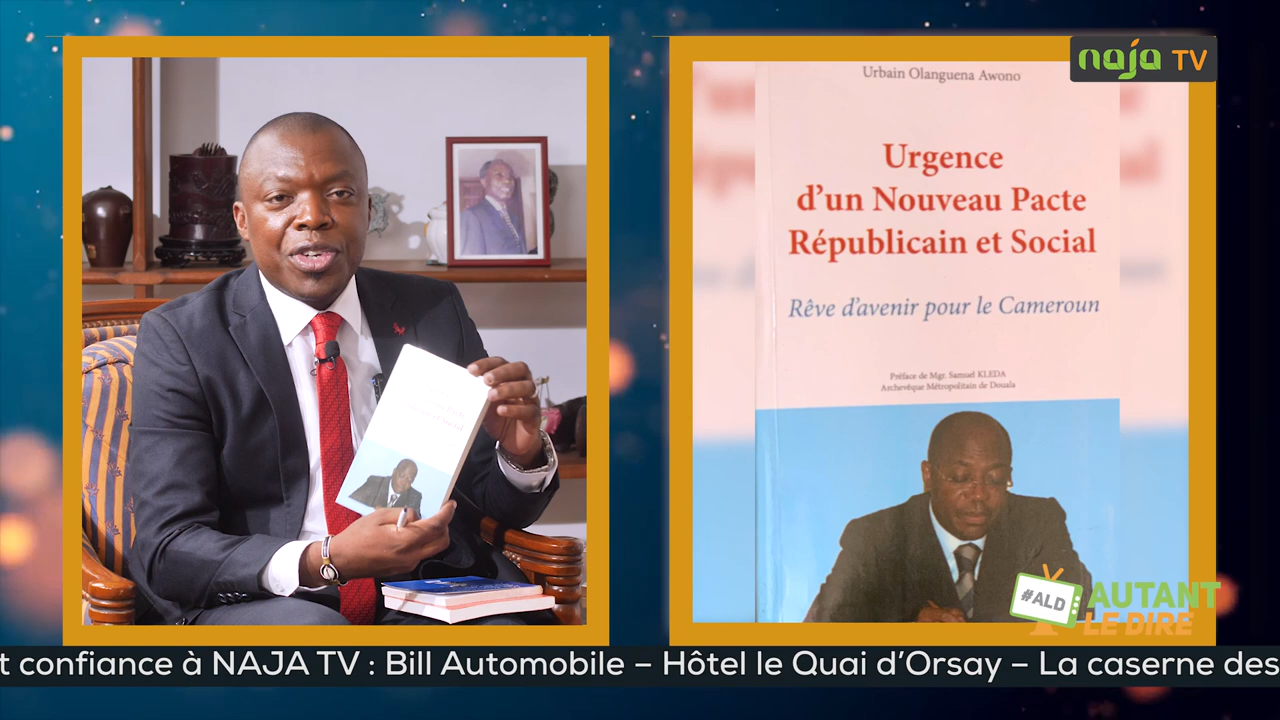 naja TV
Urbain Olanguena Awono
Urgence
d'un Nouveau Pacte
Républicain et Social
Rêve d'avenir pour le Cameroun
Préface de Mgr. Samuel KLEDA
Archevêque Métropolitain de Douala
#ALD
AUTANT
LE DIRE
t confiance à NAJA TV : Bill Automobile – Hôtel le Quai d'Orsay – La caserne des